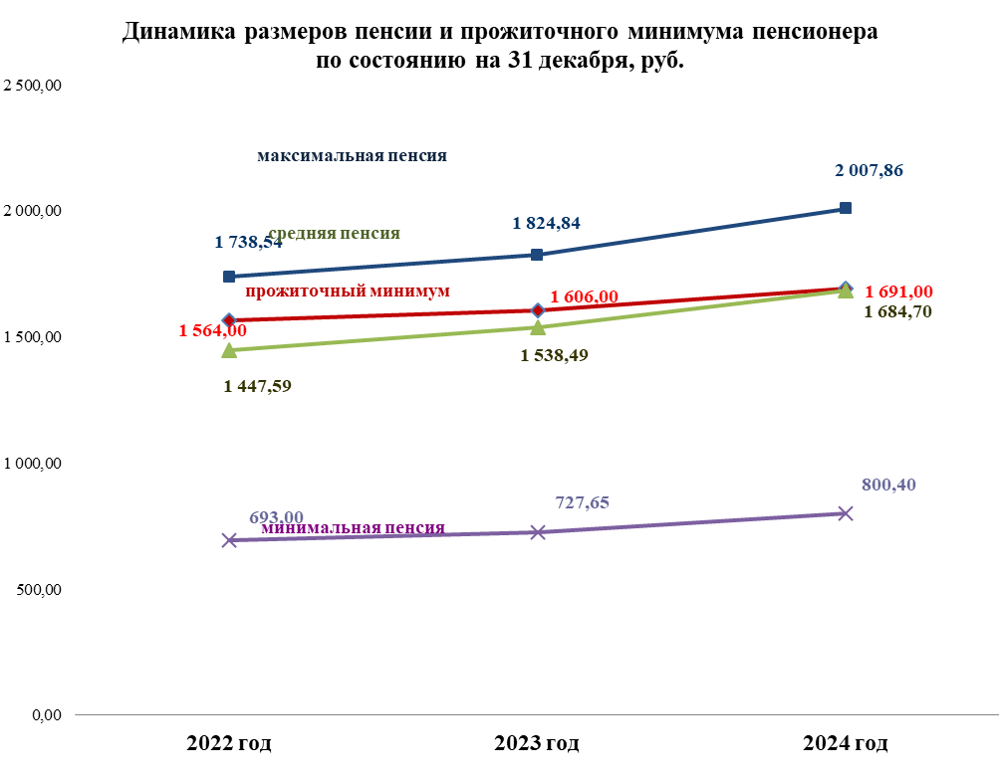 Динамика размеров пенсии и прожиточного минимума пенсионера
по состоянию на 31 декабря, руб.
2 500,00
максимальная пенсия
2 007,86
2 000,00
1 824,84
средняя пенсия
1 738,54
прожиточный минимум
1 606,00
1 691,00
1 684,70
1 564,00
1 500,00
1 538,49
1 447,59
1 000,00
800,40
727,65
693,00
минимальная пенсия
500,00
0,00
2022 год
2023 год
2024 год